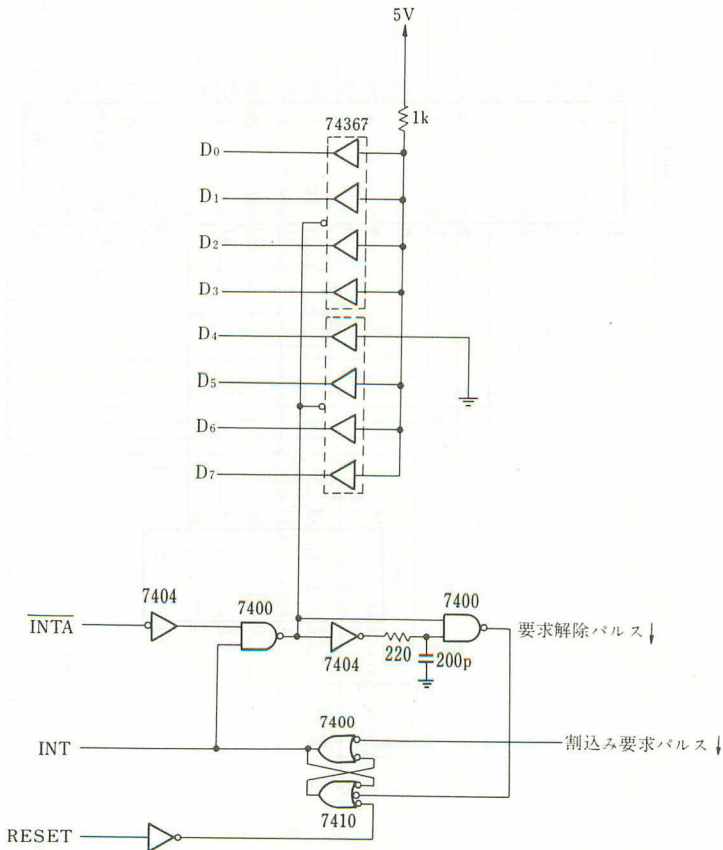 5V
1k
74367
D0
D1
D2
D3
D4
D5
D6
D7
INTA
7404
7400
7404
220
200p
7400
要求解除パルス↓
7400
INT
割込み要求パルス↓
7410
RESET